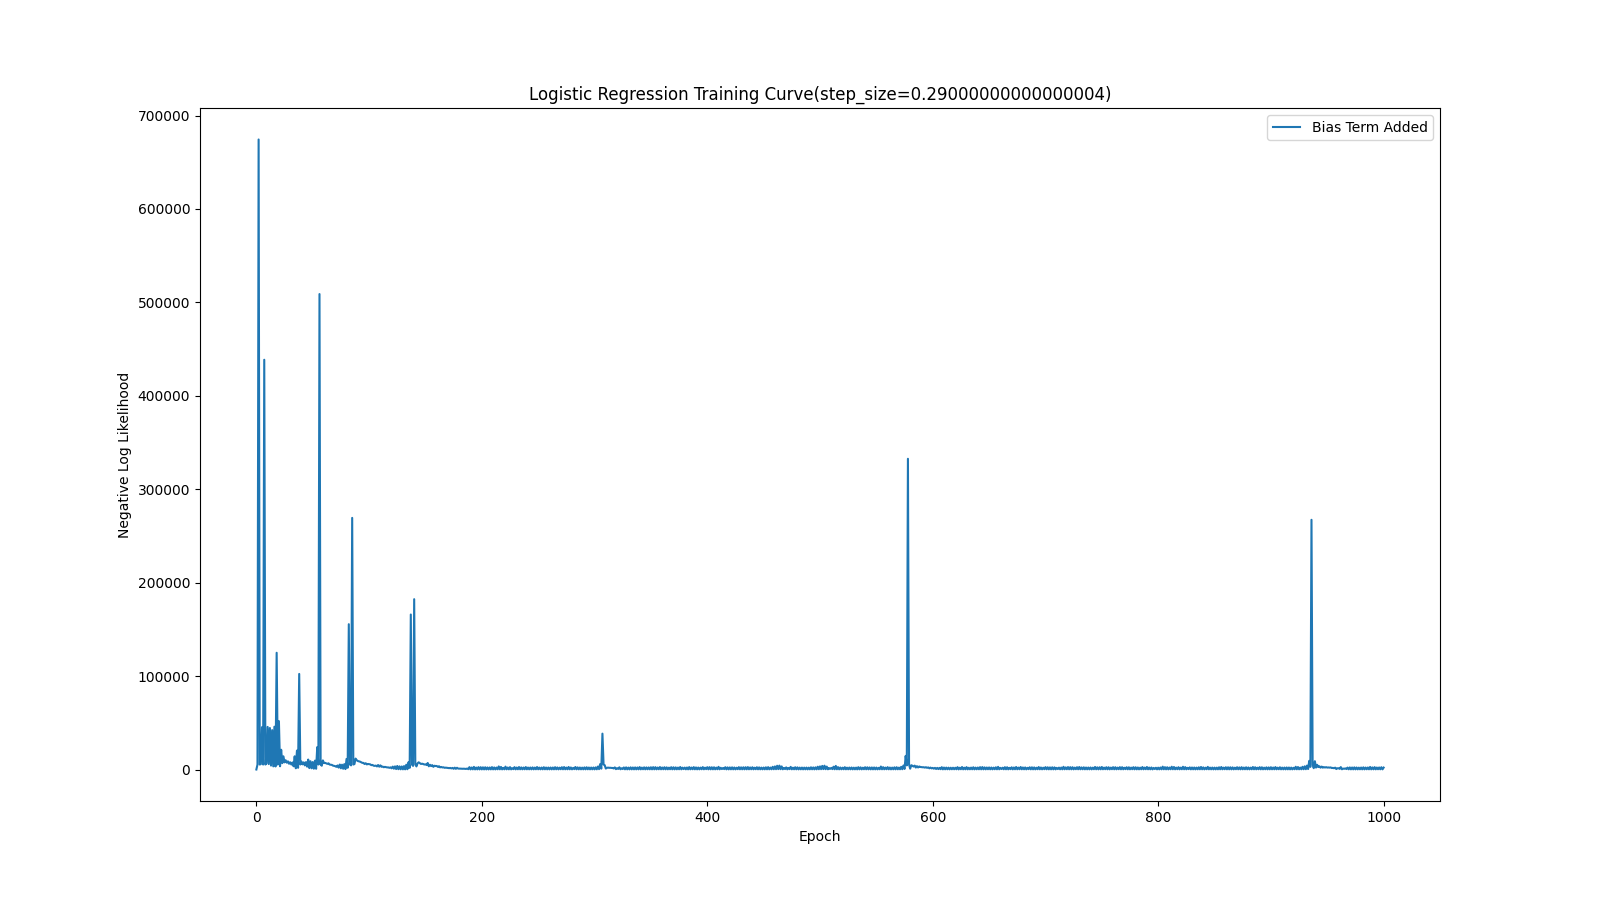 Logistic Regression Training Curve(step_size=0.29000000000000004)
Bias Term Added
Negative Log Likelihood
700000
600000
500000
400000
300000
200000
100000
0
0 200 400 600 800 1000
Epoch